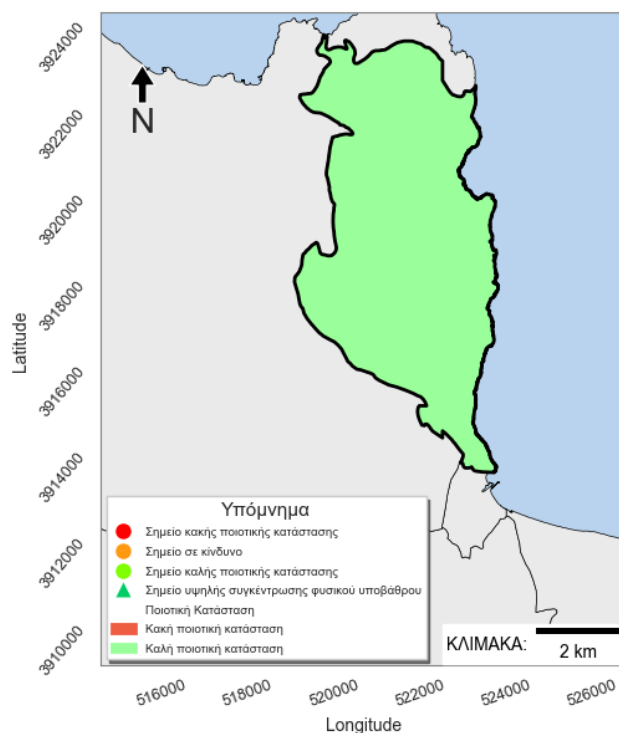 3924000
3922000
3920000
3918000
3916000
3914000
3912000
3910000
Latitude
N
Υπόμνημα
Σημείο κακής ποιοτικής κατάστασης
Σημείο σε κίνδυνο
Σημείο καλής ποιοτικής κατάστασης
Σημείο υψηλής συγκέντρωσης φυσικού υποβάθρου
Ποιοτική Κατάσταση
Κακή ποιοτική κατάσταση
Καλή ποιοτική κατάσταση
ΚΛΙΜΑΚΑ:
2 km
516000 518000 520000 522000 524000 526000
Longitude